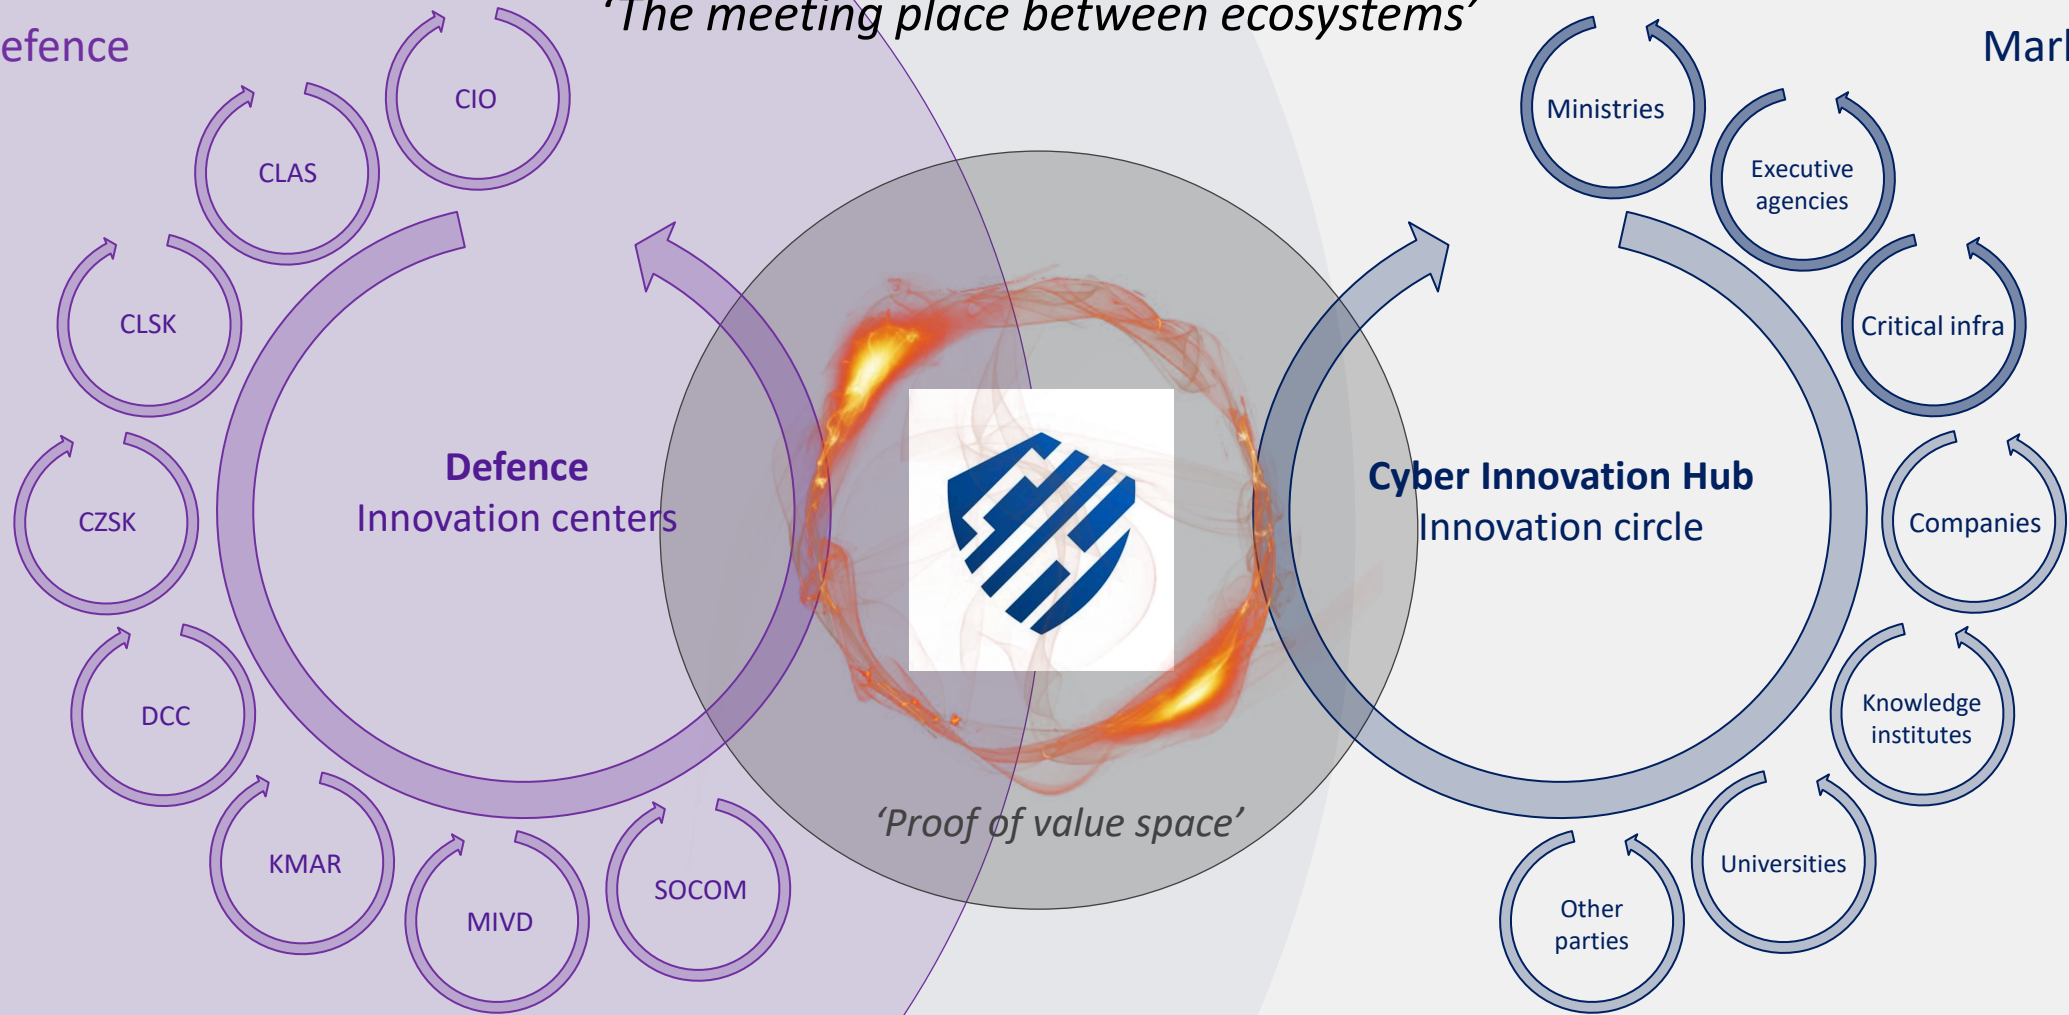 ‘The meeting place between ecosystems’
efence
Mark
CIO
CLAS
CLSK
CZSK
DCC
KMAR
MIVD
SOCOM
Defence
Innovation centers
‘Proof of value space’
Cyber Innovation Hub
Innovation circle
Ministries
Executive
agencies
Critical infra
Companies
Knowledge
institutes
Universities
Other
parties